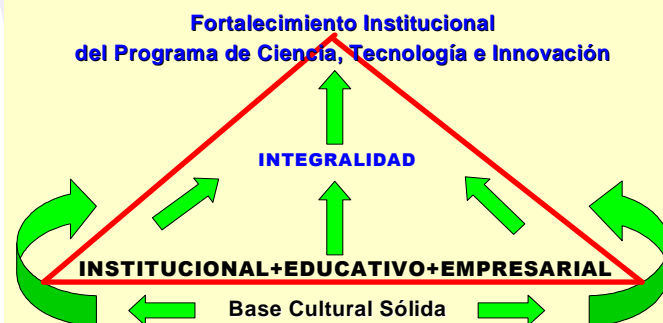 Fortalecimiento Institucional
del Programa de Ciencia, Tecnología e Innovación
INTEGRALIDAD
INSTITUCIONAL+EDUCATIVO+EMPRESARIAL
Base Cultural Sólida